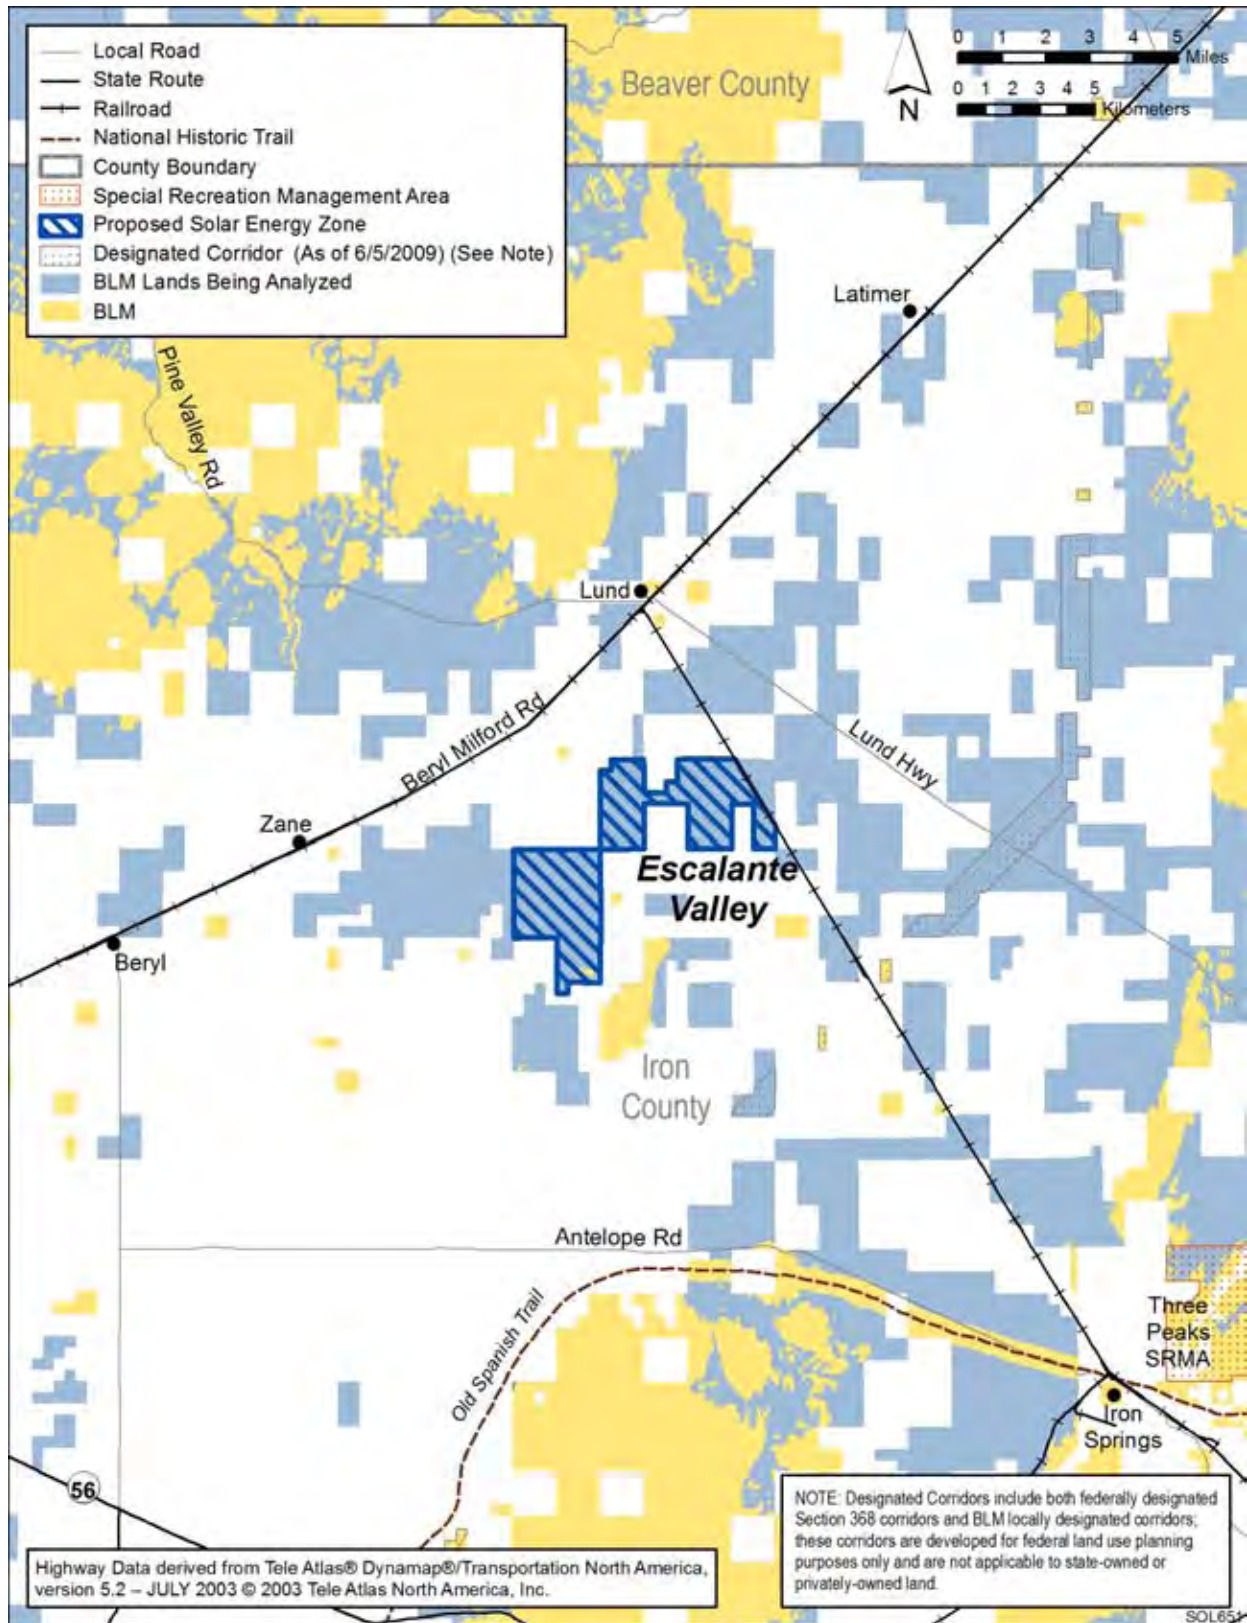 Local Road
State Route
Railroad
National Historic Trail
County Boundary
Special Recreation Management Area
Proposed Solar Energy Zone
Designated Corridor (As of 6/5/2009) (See Note)
BLM Lands Being Analyzed
BLM
Beaver County
N
0 1 2 3 4 5
Miles
0 1 2 3 4 5
Kilometers
Latimer
Pine Valley Rd
Lund
Beryl Milford Rd
Lund Hwy
Zane
Escalante
Valley
Beryl
Iron
County
Antelope Rd
Old Spanish Trail
Three
Peaks
SRMA
Iron
Springs
56
NOTE: Designated Corridors include both federally designated
Section 368 corridors and BLM locally designated corridors;
these corridors are developed for federal land use planning
purposes only and are not applicable to state-owned or
privately-owned land.
Highway Data derived from Tele Atlas® Dynamap®/Transportation North America,
version 5.2 – JULY 2003 © 2003 Tele Atlas North America, Inc.